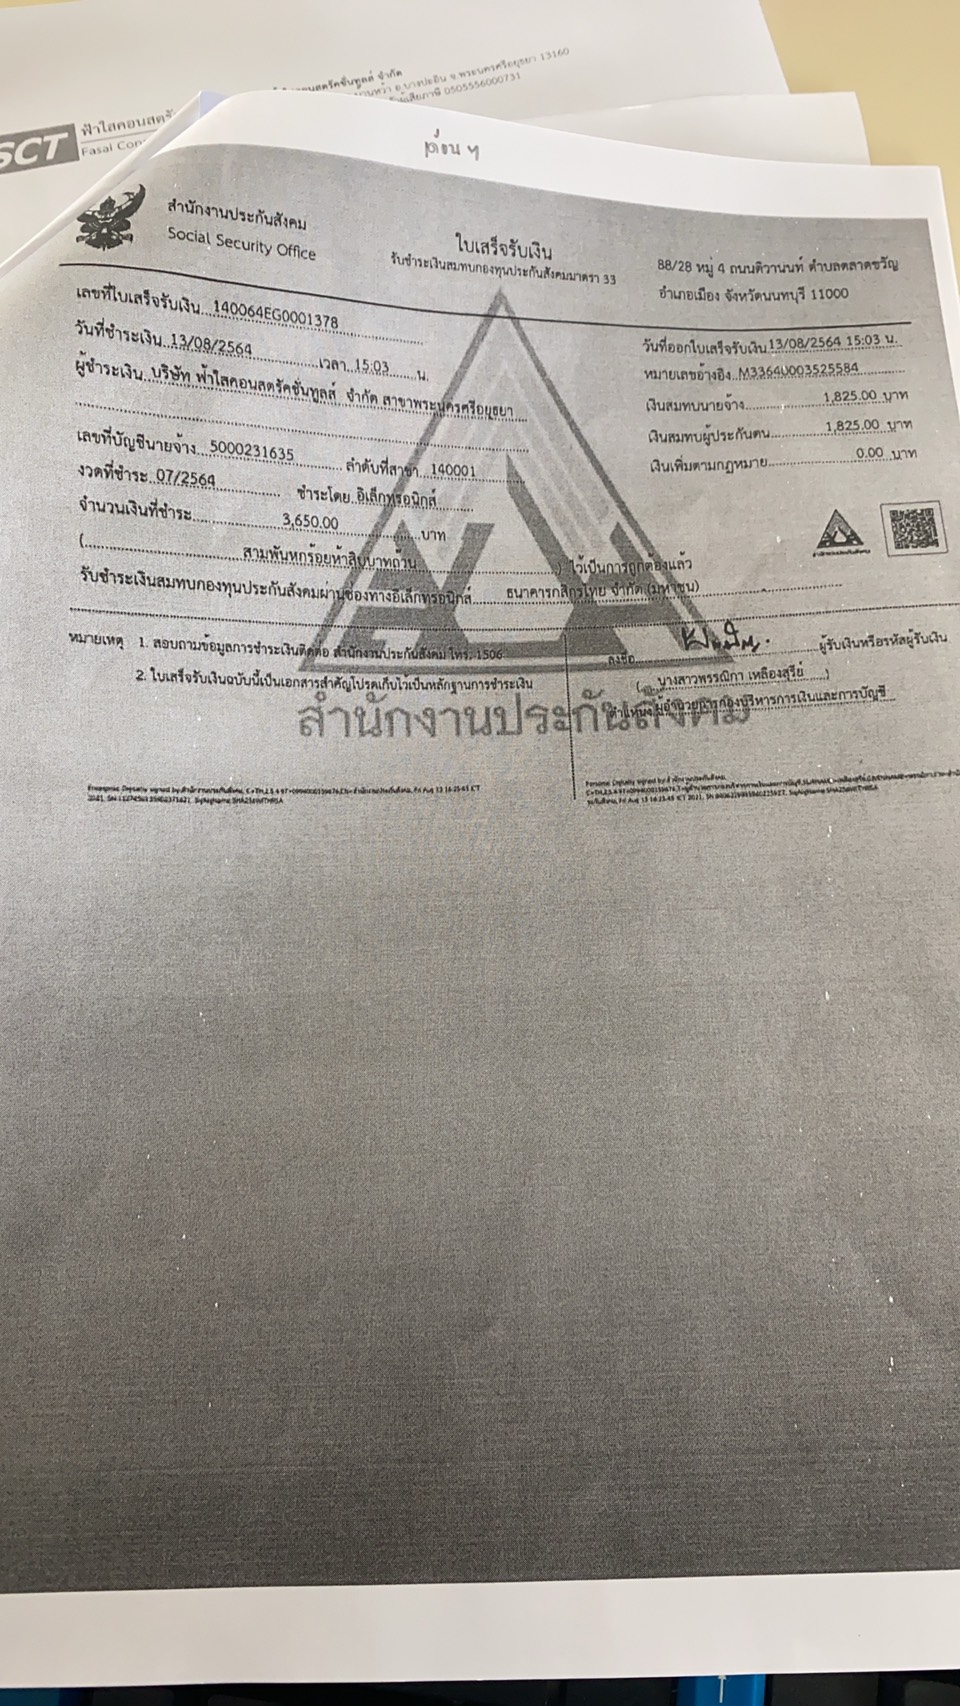 ฟ้าใสคอนสตรั
SCT
Fasai Con
คอนสตรัคชั่นทูลส์ จำกัด
อ.บางปะอิน จ.พระนครศรีอยุธยา 13160
0505556000731
สำนักงานประกันสังคม
Social Security Office
ใบเสร็จรับเงิน
รับชำระเงินสมทบกองทุนประกันสังคมมาตรา 33
88/28 หมู่ 4 ถนนติวานนท์ ตำบลตลาดขวัญ
อำเภอเมือง จังหวัดนนทบุรี 11000
เลขที่ใบเสร็จรับเงิน 140064EG0001378
วันที่ชำระเงิน 13/08/2564 เวลา 15:03 น.
วันที่ออกใบเสร็จรับเงิน 13/08/2564 15:03 น.
ผู้ชำระเงิน บริษัท ฟ้าใสคอนสตรัคชั่นทูลส์ จำกัด สาขาพระนครศรีอยุธยา
หมายเลขอ้างอิง M3364U003525584
เงินสมทบนายจ้าง 1,825.00 บาท
เลขที่บัญชีนายจ้าง 5000231635 ลำดับที่สาขา 140001
เงินสมทบผู้ประกันตน 1,825.00 บาท
งวดที่ชำระ 07/2564 ชำระโดย อิเล็กทรอนิกส์
เงินเพิ่มตามกฎหมาย 0.00 บาท
จำนวนเงินที่ชำระ 3,650.00 บาท
( สามพันหกร้อยห้าสิบบาทถ้วน ) ไว้เป็นการถูกต้องแล้ว
สำนักงานประกันสังคม
รับชำระเงินสมทบกองทุนประกันสังคมผ่านช่องทางอิเล็กทรอนิกส์ ธนาคารกสิกรไทย จำกัด (มหาชน)
หมายเหตุ 1. สอบถามข้อมูลการชำระเงินติดต่อ สำนักงานประกันสังคม โทร. 1506
2. ใบเสร็จรับเงินฉบับนี้เป็นเอกสารสำคัญโปรดเก็บไว้เป็นหลักฐานการชำระเงิน
ลงชื่อ ผู้รับเงินหรือรหัสผู้รับเงิน
( นางสาวพรรณิกา เหลืองสุรีย์ )
ตำแหน่ง ผู้อำนวยการกองบริหารการเงินและการบัญชี
สำนักงานประกันสังคม